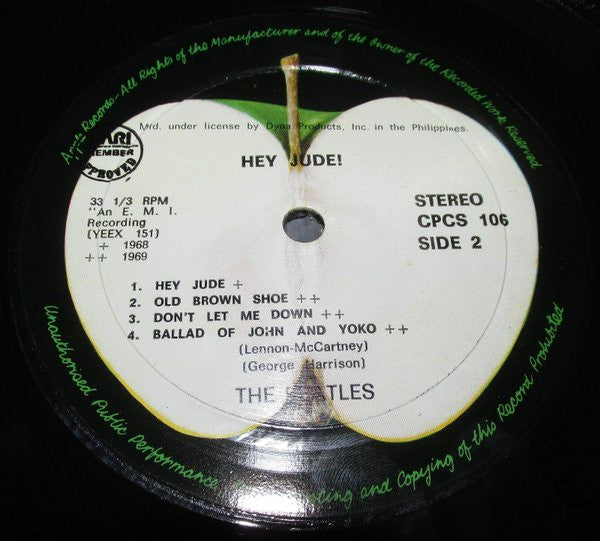 Apple Records - All Rights of the Manufacturer and of the Owner of the Recorded Work Reserved
Mfd. under license by Dyna Products, Inc. in the Philippines.
PARI
MEMBER
APPROVED
HEY JUDE!
33 1/3 RPM
"An E. M. I.
Recording
(YEEX 151)
+ 1968
++ 1969
STEREO
CPCS 106
SIDE 2
1. HEY JUDE +
2. OLD BROWN SHOE ++
3. DON'T LET ME DOWN ++
4. BALLAD OF JOHN AND YOKO ++
(Lennon-McCartney)
(George Harrison)
THE BEATLES
Unauthorised Public Performance and Copying of this Record Prohibited